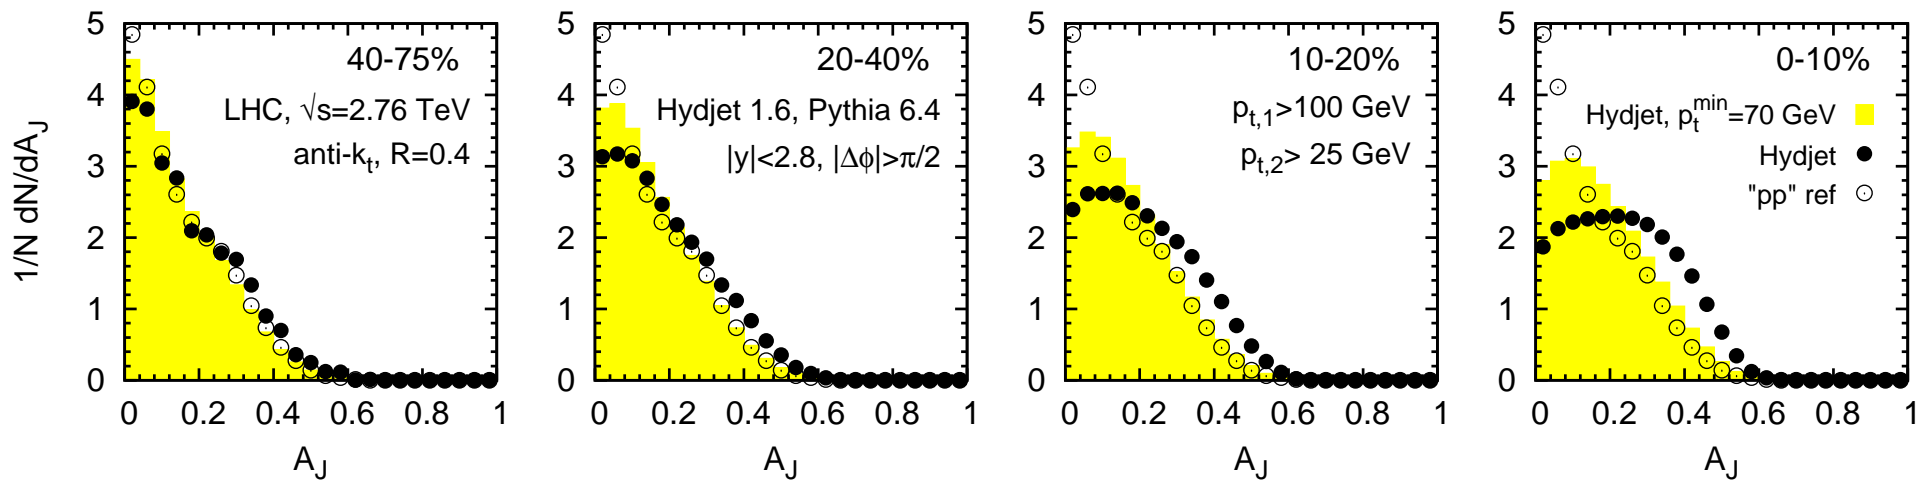 1/N dN/dA_J
5
4
3
2
1
0
40-75%
LHC, √s=2.76 TeV
anti-k_t, R=0.4
0 0.2 0.4 0.6 0.8 1
A_J
5
4
3
2
1
0
20-40%
Hydjet 1.6, Pythia 6.4
|y|<2.8, |Δϕ|>π/2
0 0.2 0.4 0.6 0.8 1
A_J
5
4
3
2
1
0
10-20%
p_t,1>100 GeV
p_t,2> 25 GeV
0 0.2 0.4 0.6 0.8 1
A_J
5
4
3
2
1
0
0-10%
Hydjet, p_t^min=70 GeV
Hydjet
"pp" ref
0 0.2 0.4 0.6 0.8 1
A_J